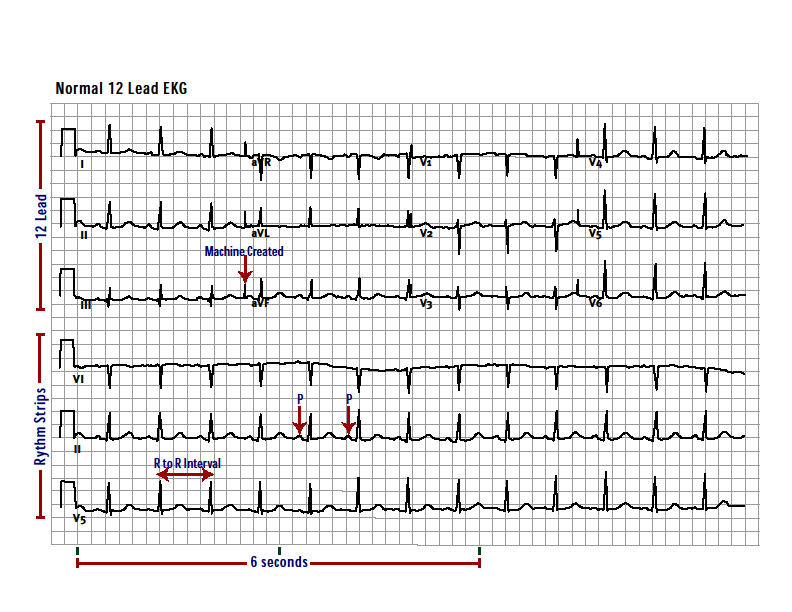 Normal 12 Lead EKG
12 Lead
I
aVR
V1
V4
II
aVL
V2
V5
Machine Created
III
aVF
V3
V6
Rythm Strips
V1
P
P
II
R to R Interval
V5
6 seconds